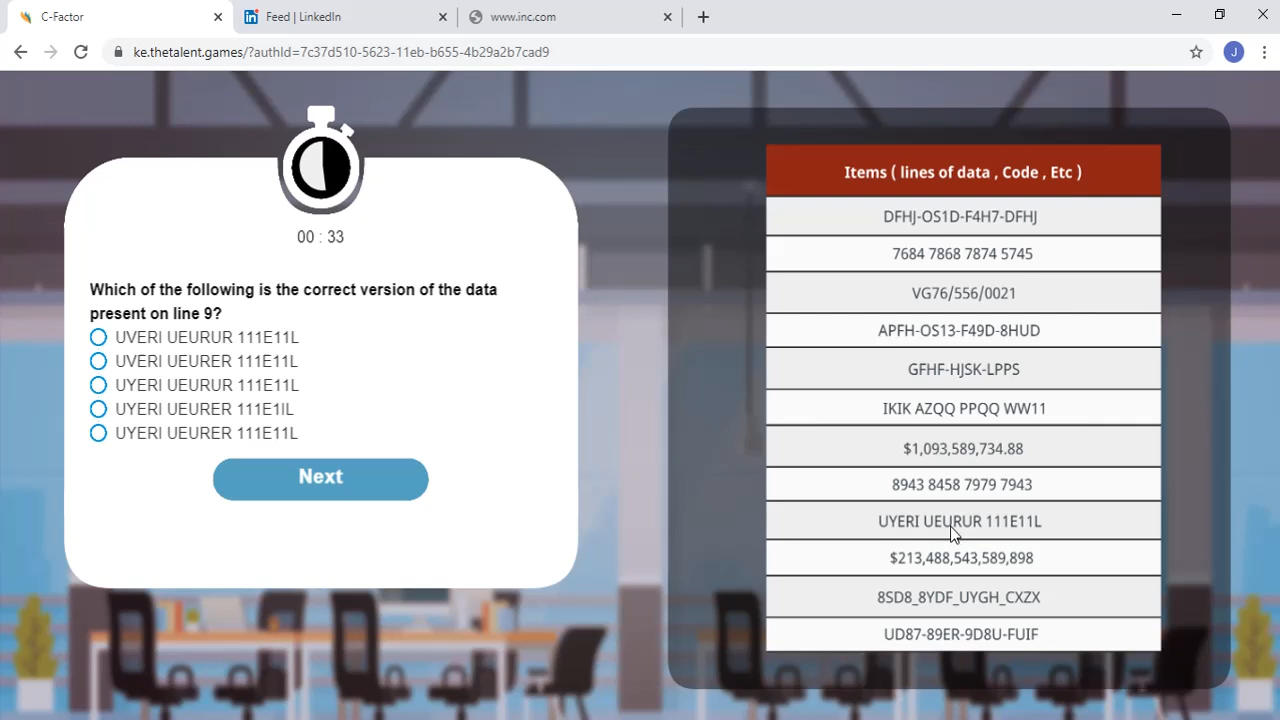 C-Factor
Feed | LinkedIn
www.inc.com
ke.thetalent.games/?authId=7c37d510-5623-11eb-b655-4b29a2b7cad9
J
00 : 33
Which of the following is the correct version of the data
present on line 9?
UVERI UEURUR 111E11L
UVERI UEURER 111E11L
UYERI UEURUR 111E11L
UYERI UEURER 111E1IL
UYERI UEURER 111E11L
Next
Items ( lines of data , Code , Etc )
DFHJ-OS1D-F4H7-DFHJ
7684 7868 7874 5745
VG76/556/0021
APFH-OS13-F49D-8HUD
GFHF-HJSK-LPPS
IKIK AZQQ PPQQ WW11
$1,093,589,734.88
8943 8458 7979 7943
UYERI UEURUR 111E11L
$213,488,543,589,898
8SD8_8YDF_UYGH_CXZX
UD87-89ER-9D8U-FUIF